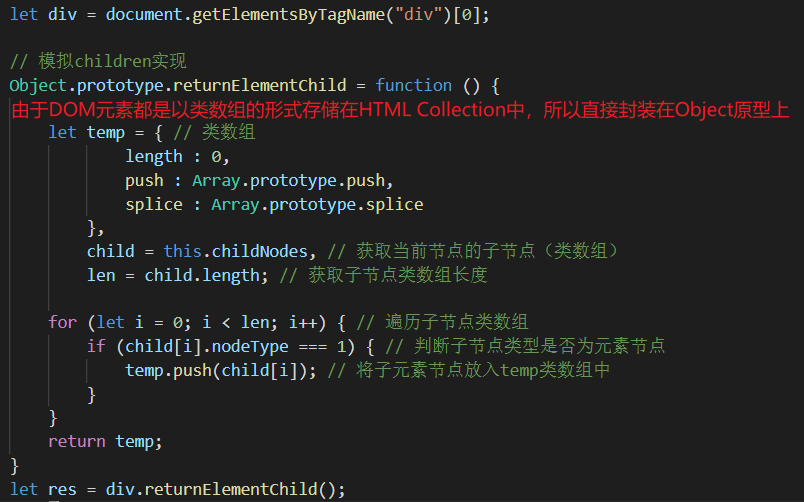 let div = document.getElementsByTagName("div")[0];
// 模拟children实现
Object.prototype.returnElementChild = function () {
由于DOM元素都是以类数组的形式存储在HTML Collection中，所以直接封装在Object原型上
let temp = { // 类数组
length : 0,
push : Array.prototype.push,
splice : Array.prototype.splice
},
child = this.childNodes, // 获取当前节点的子节点（类数组）
len = child.length; // 获取子节点类数组长度
for (let i = 0; i < len; i++) { // 遍历子节点类数组
if (child[i].nodeType === 1) { // 判断子节点类型是否为元素节点
temp.push(child[i]); // 将子元素节点放入temp类数组中
}
}
return temp;
}
let res = div.returnElementChild();